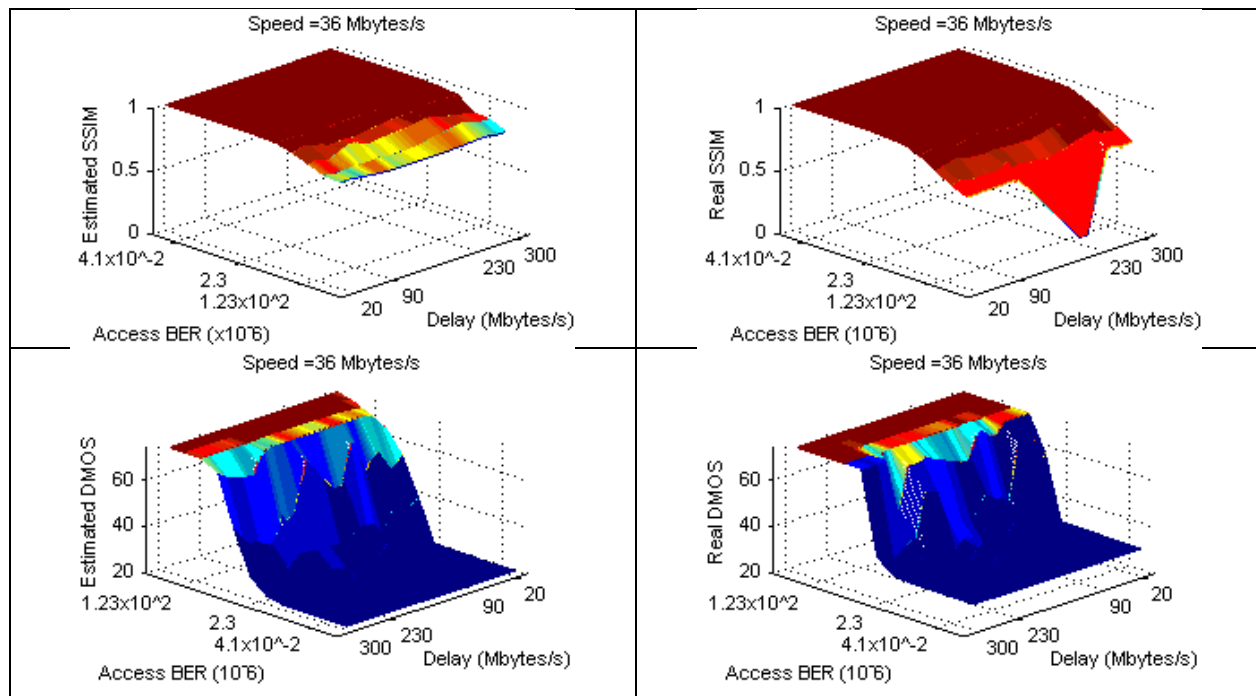 Speed =36 Mbytes/s
Estimated SSIM
1
0.5
0
4.1x10^-2
2.3
1.23x10^2
20
90
230
300
Access BER (x10^-6)
Delay (Mbytes/s)
Speed =36 Mbytes/s
Real SSIM
1
0.5
0
4.1x10^-2
2.3
1.23x10^2
20
90
230
300
Access BER (10^-6)
Delay (Mbytes/s)
Speed =36 Mbytes/s
Estimated DMOS
60
40
20
1.23x10^2
2.3
4.1x10^-2
300
230
90
20
Access BER (10^-6)
Delay (Mbytes/s)
Speed =36 Mbytes/s
Real DMOS
60
40
20
1.23x10^2
2.3
4.1x10^-2
300
230
90
20
Access BER (10^-6)
Delay (Mbytes/s)